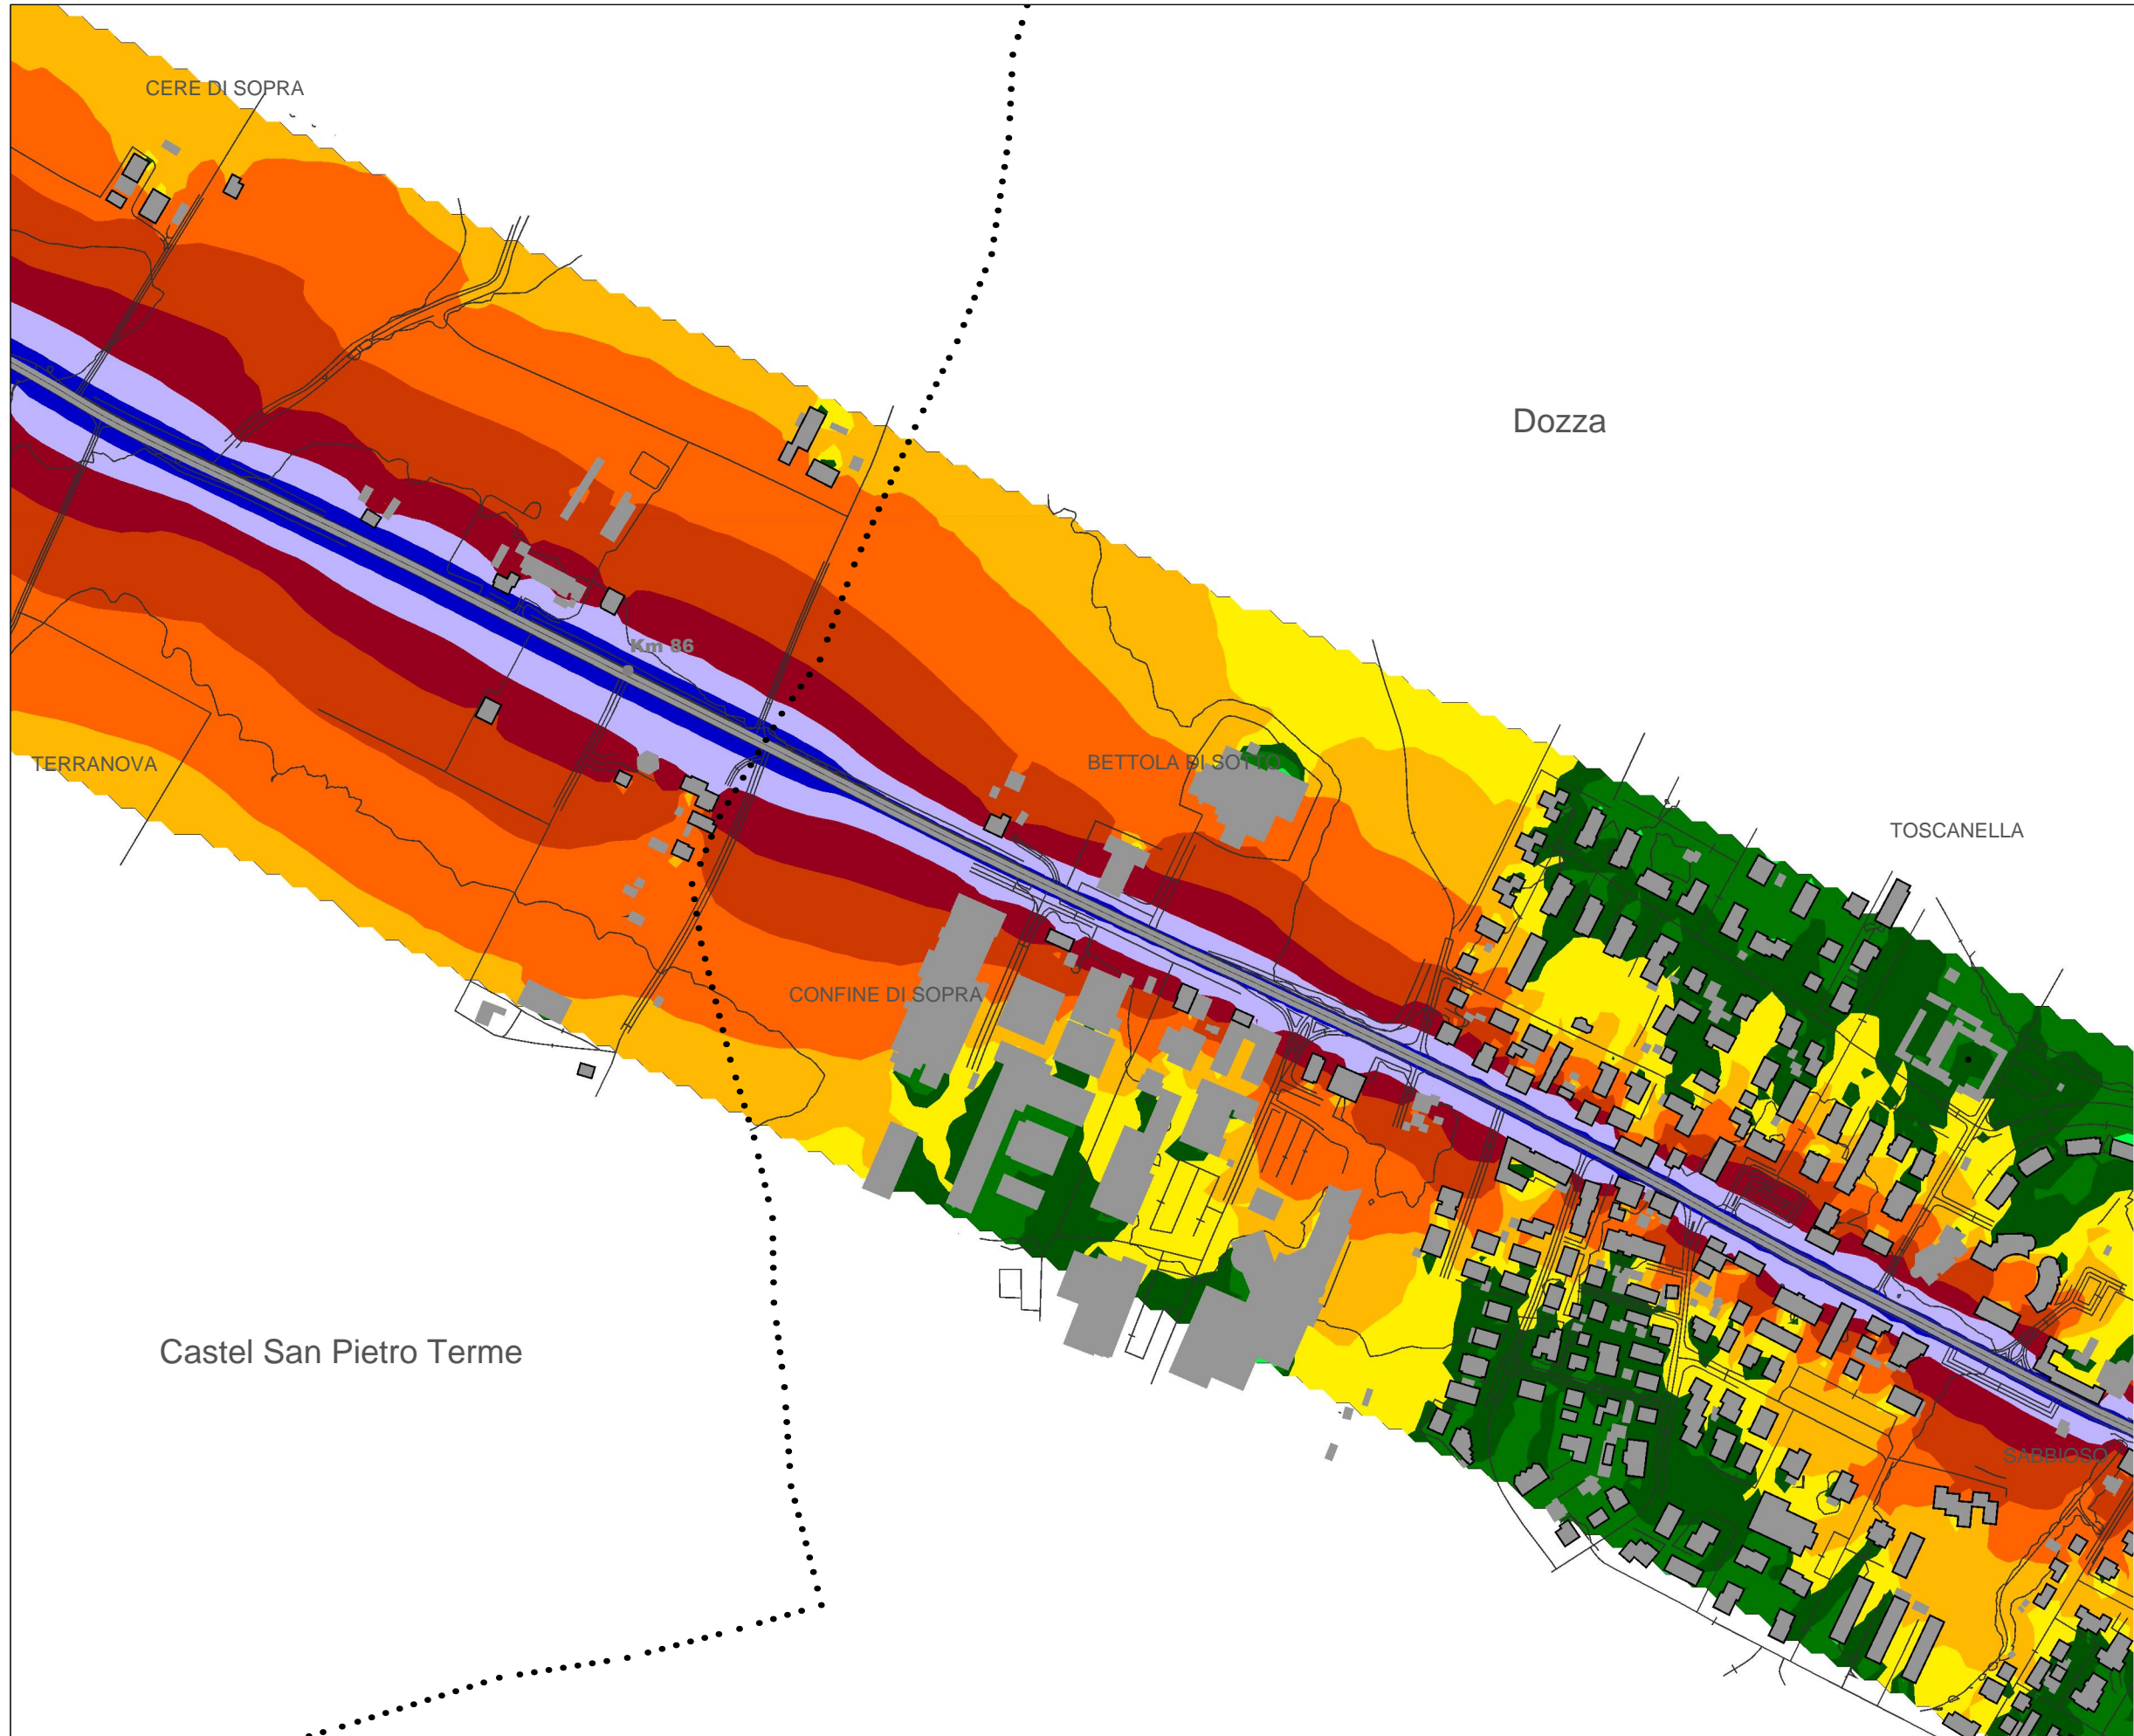 CERE DI SOPRA
Dozza
Km 86
TERRANOVA
BETTOLA DI SOTTO
TOSCANELLA
CONFINE DI SOPRA
Castel San Pietro Terme
SABBIOSO